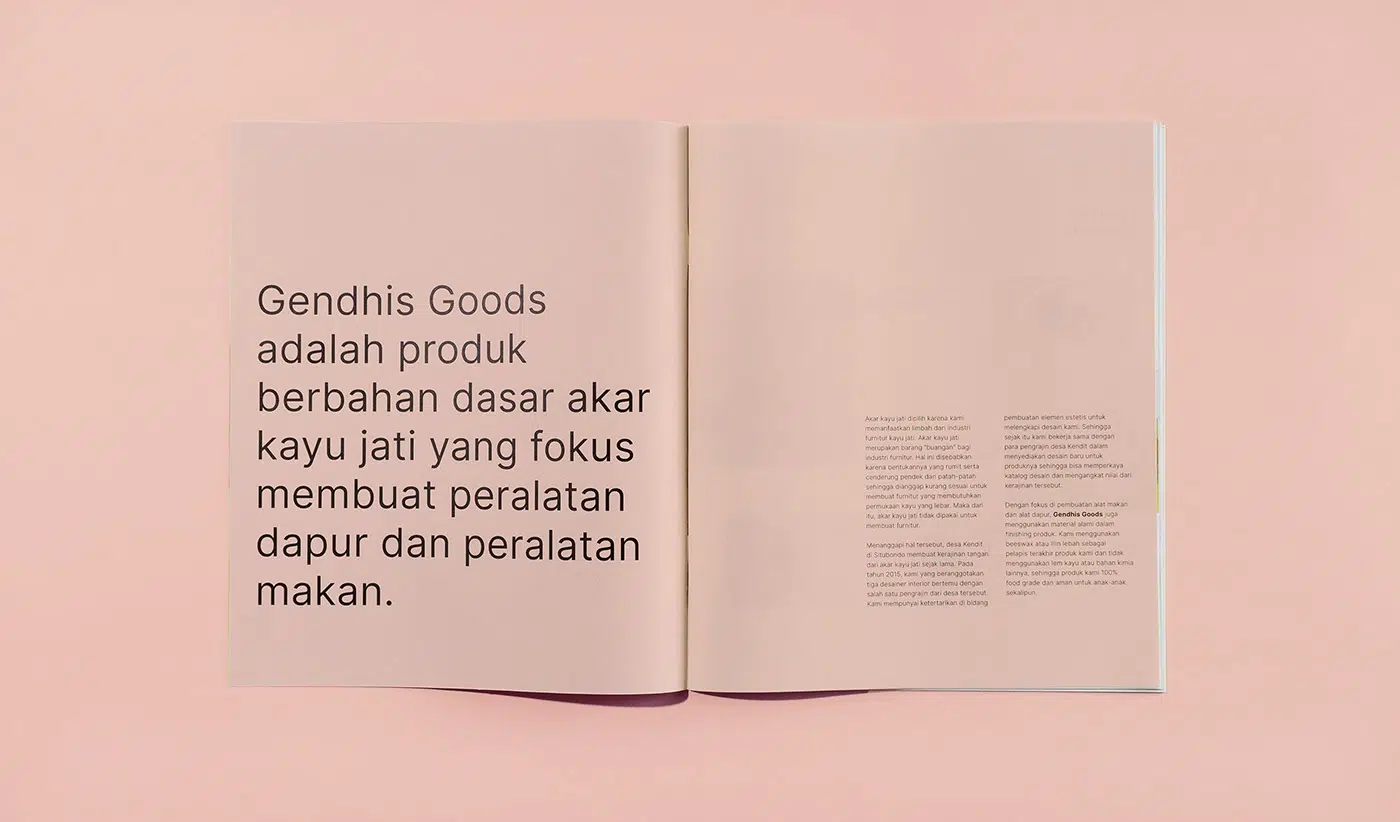 Gendhis Goods
adalah produk
berbahan dasar akar
kayu jati yang fokus
membuat peralatan
dapur dan peralatan
makan.
Akar kayu jati dipilih karena kami
memanfaatkan limbah dari industri
furnitur kayu jati. Akar kayu jati
merupakan barang "buangan" bagi
industri furnitur. Hal ini disebabkan
karena bentukannya yang rumit serta
cenderung pendek dan patah-patah
sehingga dianggap kurang sesuai untuk
membuat furnitur yang membutuhkan
permukaan kayu yang lebar. Maka dari
itu, akar kayu jati tidak dipakai untuk
membuat furnitur.
Menanggapi hal tersebut, desa Kendit
di Situbondo membuat kerajinan tangan
dari akar kayu jati sejak lama. Pada
tahun 2015, kami yang beranggotakan
tiga desainer interior bertemu dengan
salah satu pengrajin dari desa tersebut.
Kami mempunyai ketertarikan di bidang
pembuatan elemen estetis untuk
melengkapi desain kami. Sehingga
sejak itu kami bekerja sama dengan
para pengrajin desa Kendit dalam
menyediakan desain baru untuk
produknya sehingga bisa memperkaya
katalog desain dan mengangkat nilai dari
kerajinan tersebut.
Dengan fokus di pembuatan alat makan
dan alat dapur, Gendhis Goods juga
menggunakan material alami dalam
finishing produk. Kami menggunakan
beeswax atau lilin lebah sebagai
pelapis terakhir produk kami dan tidak
menggunakan lem kayu atau bahan kimia
lainnya, sehingga produk kami 100%
food grade dan aman untuk anak-anak
sekalipun.